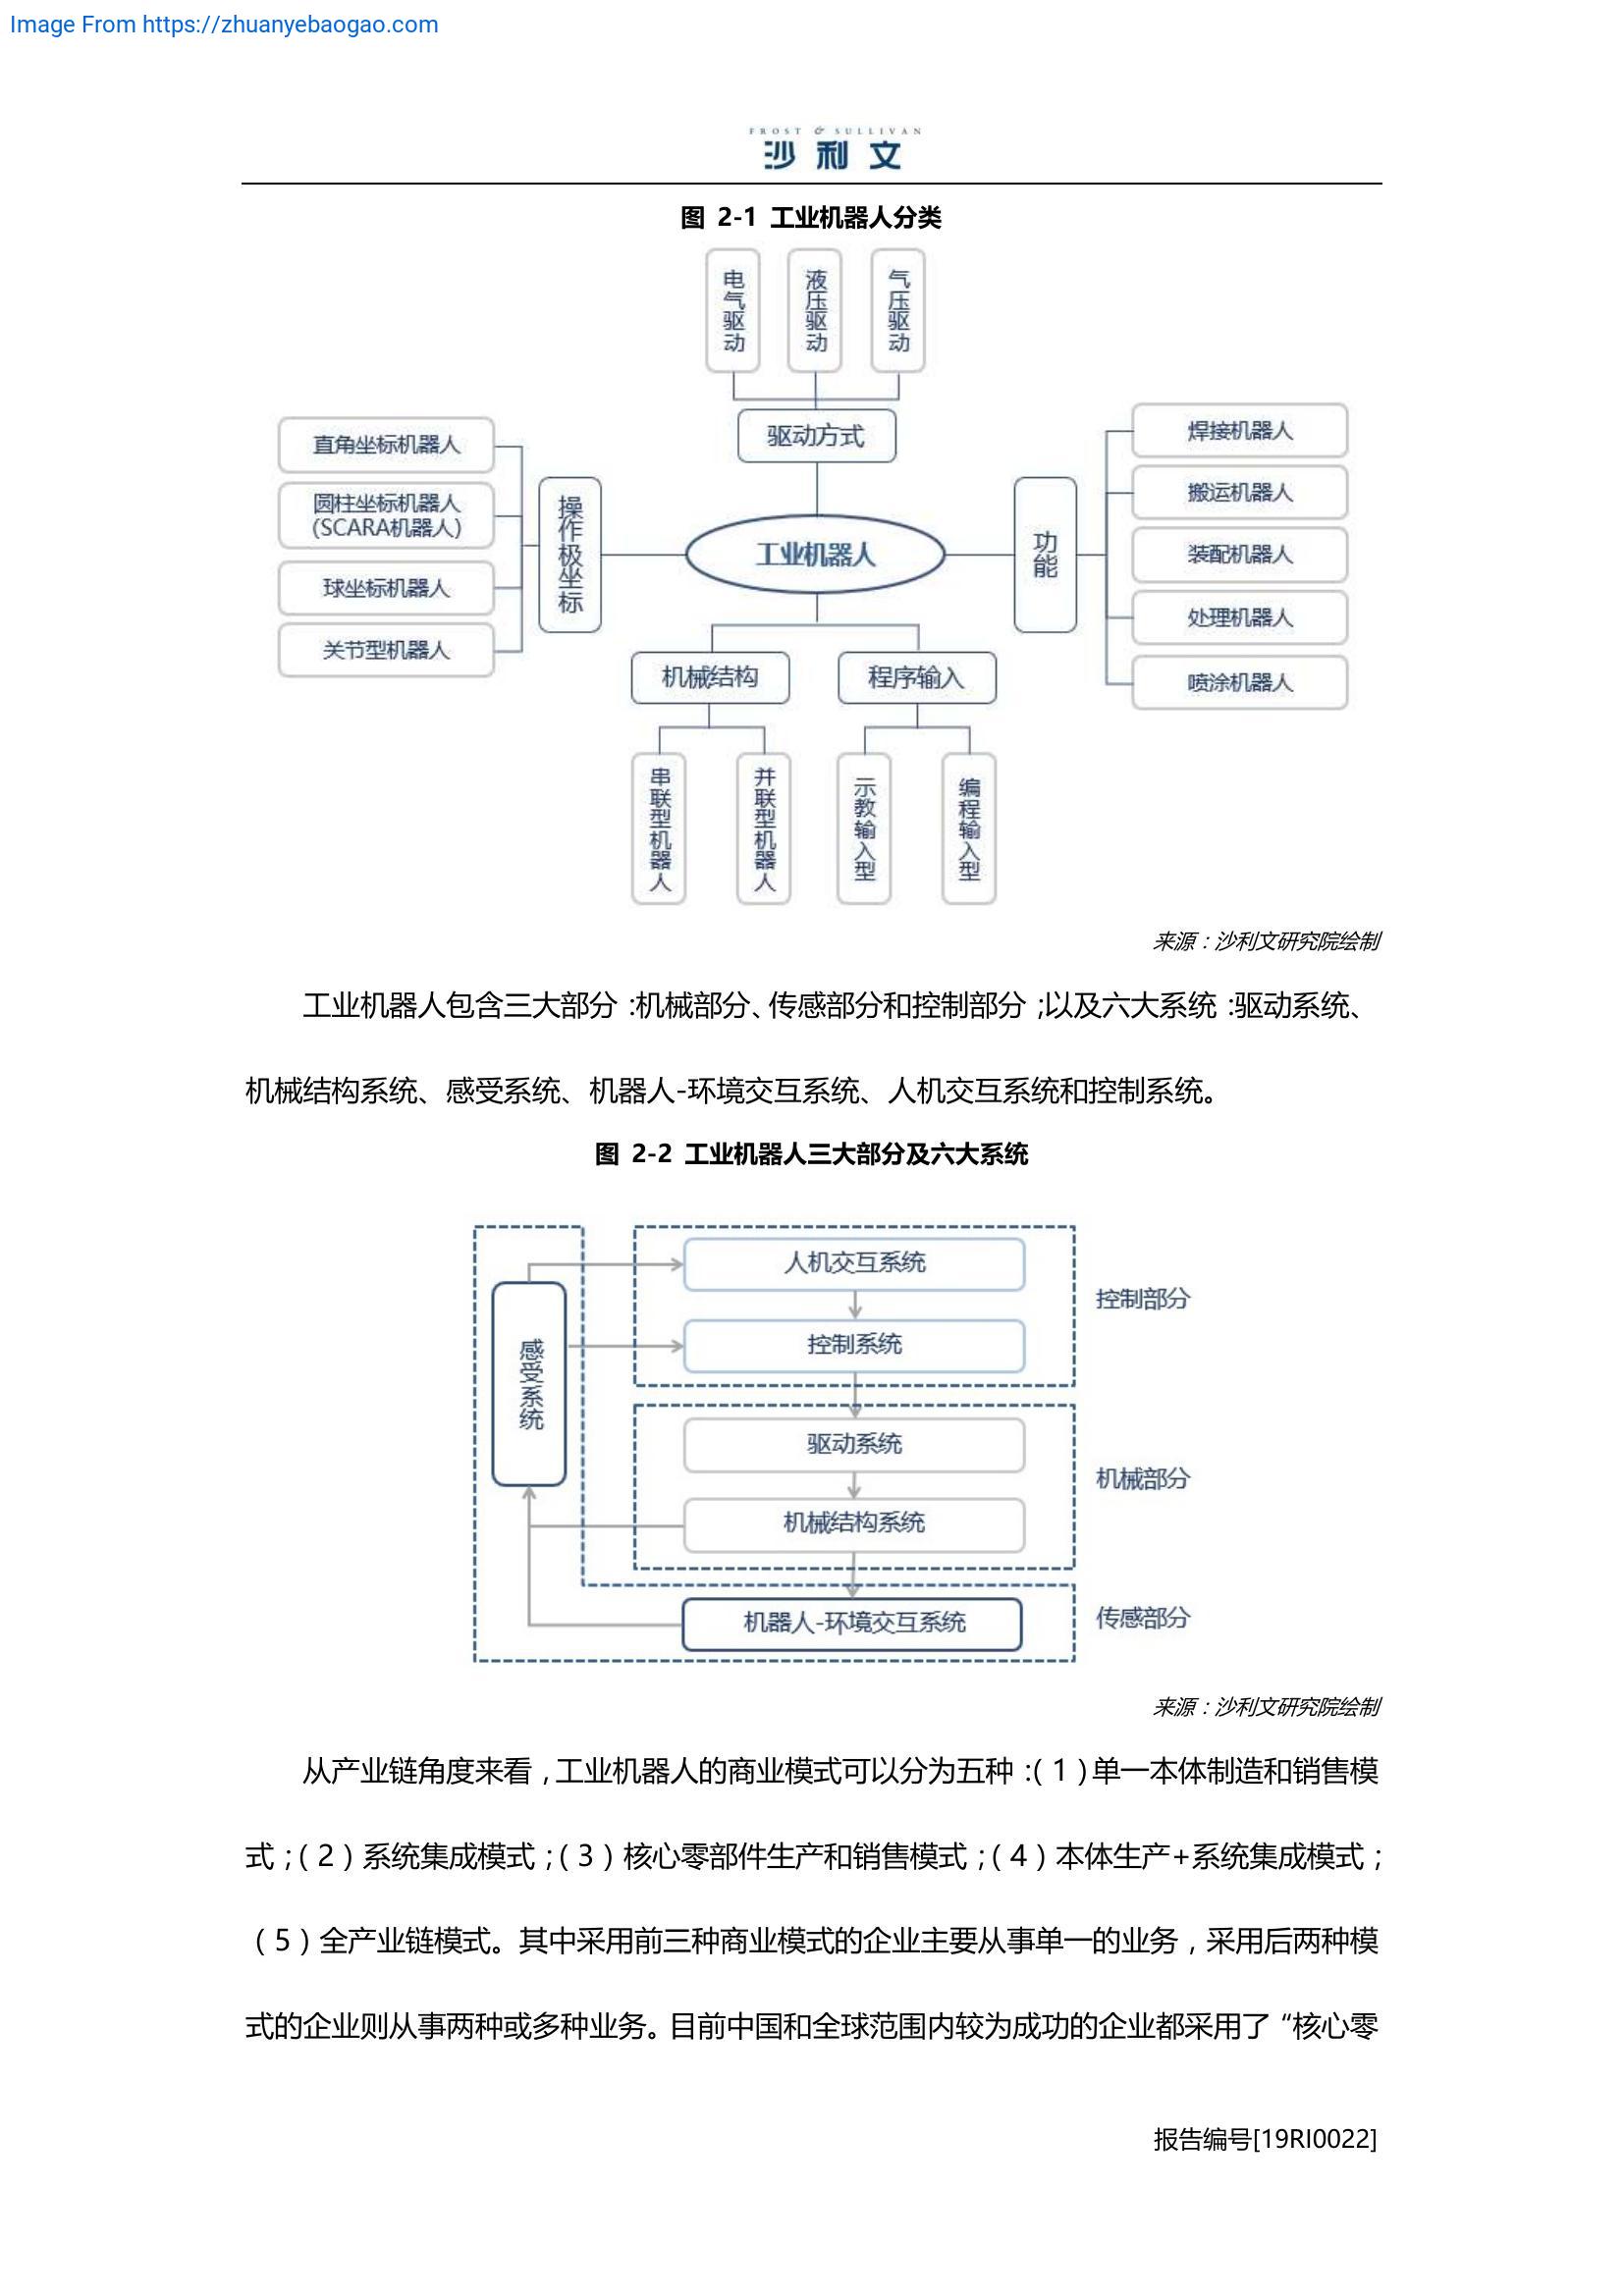 Image From https://zhuanyebaogao.com
FROST & SULLIVAN
沙利文
图 2-1 工业机器人分类
电气驱动
液压驱动
气压驱动
驱动方式
直角坐标机器人
圆柱坐标机器人
(SCARA机器人)
球坐标机器人
关节型机器人
操作极坐标
工业机器人
功能
焊接机器人
搬运机器人
装配机器人
处理机器人
喷涂机器人
机械结构
程序输入
串联型机器人
并联型机器人
示教输入型
编程输入型
来源：沙利文研究院绘制
工业机器人包含三大部分：机械部分、传感部分和控制部分；以及六大系统：驱动系统、
机械结构系统、感受系统、机器人-环境交互系统、人机交互系统和控制系统。
图 2-2 工业机器人三大部分及六大系统
感受系统
人机交互系统
控制系统
控制部分
驱动系统
机械结构系统
机械部分
机器人-环境交互系统
传感部分
来源：沙利文研究院绘制
从产业链角度来看，工业机器人的商业模式可以分为五种：（1）单一本体制造和销售模
式；（2）系统集成模式；（3）核心零部件生产和销售模式；（4）本体生产+系统集成模式；
（5）全产业链模式。其中采用前三种商业模式的企业主要从事单一的业务，采用后两种模
式的企业则从事两种或多种业务。目前中国和全球范围内较为成功的企业都采用了“核心零
报告编号[19RI0022]